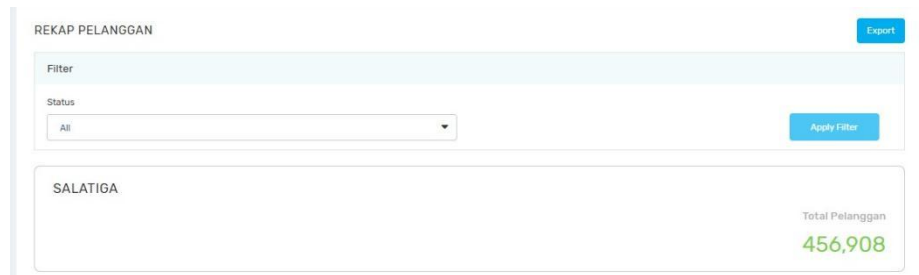 REKAP PELANGGAN
Export
Filter
Status
All
Apply Filter
SALATIGA
Total Pelanggan
456,908